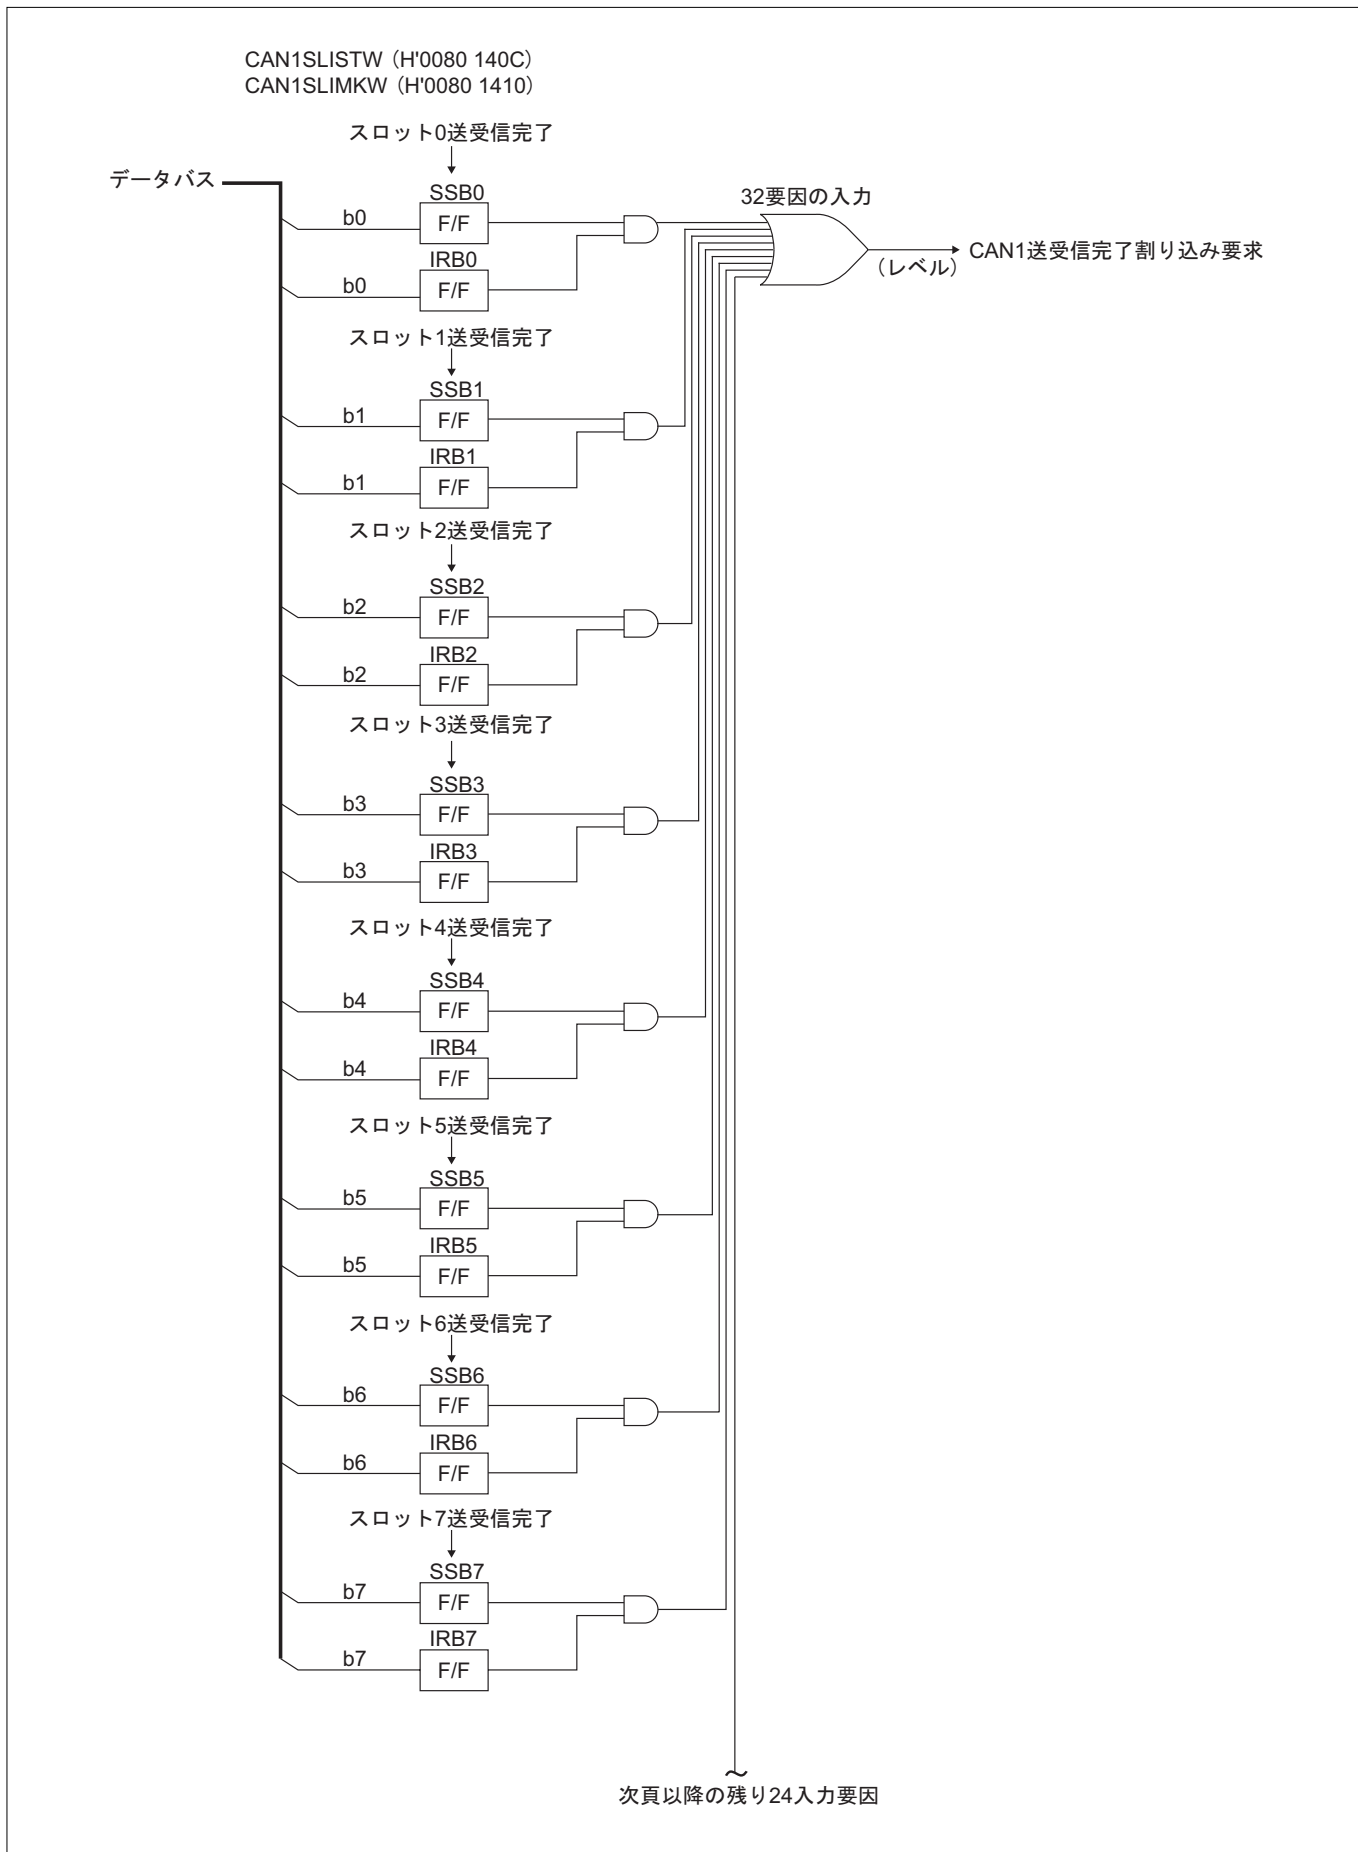 CAN1SLISTW（H'0080 140C）
CAN1SLIMKW（H'0080 1410）
スロット0送受信完了
データバス
SSB0
32要因の入力
b0
F/F
CAN1送受信完了割り込み要求
（レベル）
IRB0
b0
F/F
スロット1送受信完了
SSB1
b1
F/F
IRB1
b1
F/F
スロット2送受信完了
SSB2
b2
F/F
IRB2
b2
F/F
スロット3送受信完了
SSB3
b3
F/F
IRB3
b3
F/F
スロット4送受信完了
SSB4
b4
F/F
IRB4
b4
F/F
スロット5送受信完了
SSB5
b5
F/F
IRB5
b5
F/F
スロット6送受信完了
SSB6
b6
F/F
IRB6
b6
F/F
スロット7送受信完了
SSB7
b7
F/F
IRB7
b7
F/F
次頁以降の残り24入力要因